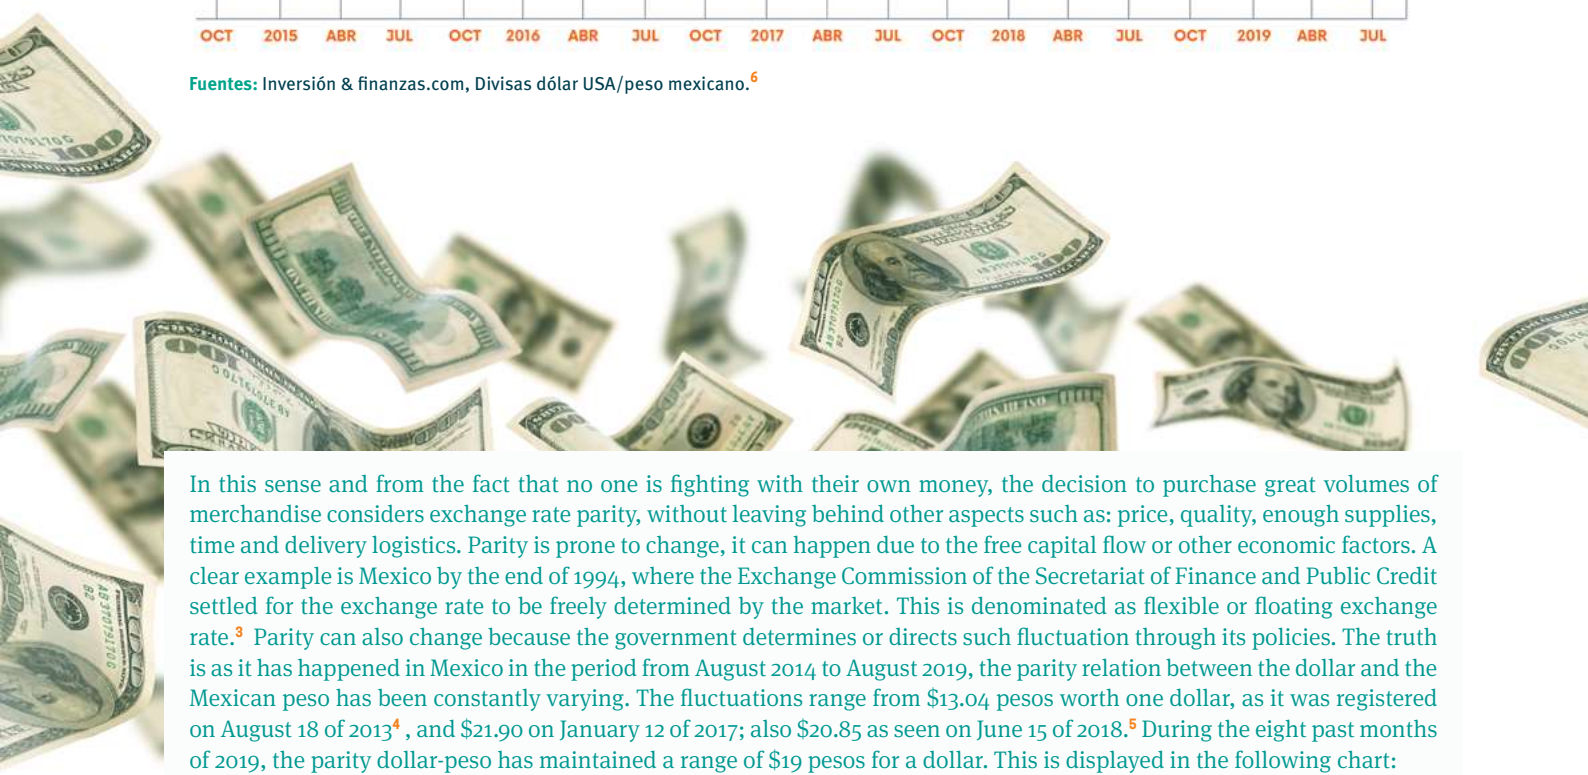 OCT 2015 ABR JUL OCT 2016 ABR JUL OCT 2017 ABR JUL OCT 2018 ABR JUL OCT 2019 ABR JUL
Fuentes: Inversión & finanzas.com, Divisas dólar USA/peso mexicano.6
In this sense and from the fact that no one is fighting with their own money, the decision to purchase great volumes of
merchandise considers exchange rate parity, without leaving behind other aspects such as: price, quality, enough supplies,
time and delivery logistics. Parity is prone to change, it can happen due to the free capital flow or other economic factors. A
clear example is Mexico by the end of 1994, where the Exchange Commission of the Secretariat of Finance and Public Credit
settled for the exchange rate to be freely determined by the market. This is denominated as flexible or floating exchange
rate.3 Parity can also change because the government determines or directs such fluctuation through its policies. The truth
is as it has happened in Mexico in the period from August 2014 to August 2019, the parity relation between the dollar and the
Mexican peso has been constantly varying. The fluctuations range from $13.04 pesos worth one dollar, as it was registered
on August 18 of 20134 , and $21.90 on January 12 of 2017; also $20.85 as seen on June 15 of 2018.5 During the eight past months
of 2019, the parity dollar-peso has maintained a range of $19 pesos for a dollar. This is displayed in the following chart: